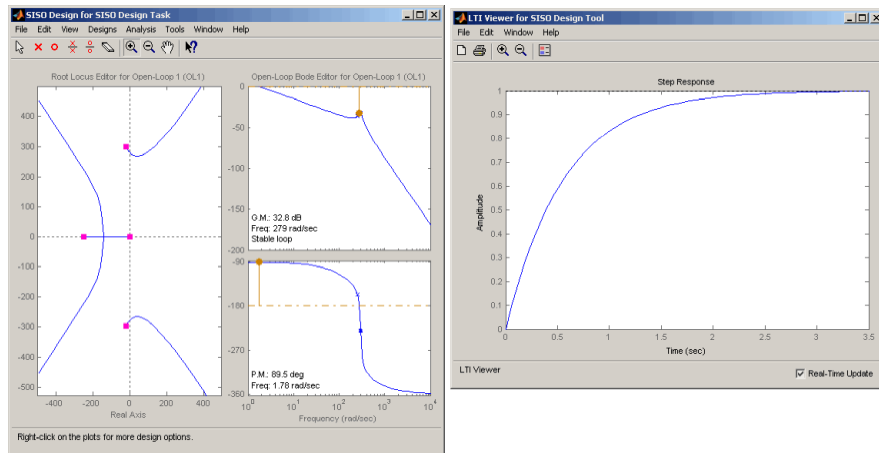 SISO Design for SISO Design Task
File Edit View Designs Analysis Tools Window Help
Root Locus Editor for Open-Loop 1 (OL1)
400
300
200
100
0
-100
-200
-300
-400
-500
-400 -200 0 200 400
Real Axis
Open-Loop Bode Editor for Open-Loop 1 (OL1)
0
-50
-100
-150
-200
G.M.: 32.8 dB
Freq: 279 rad/sec
Stable loop
-90
-180
-270
-360
P.M.: 89.5 deg
Freq: 1.78 rad/sec
10^0 10^1 10^2 10^3 10^4
Frequency (rad/sec)
Right-click on the plots for more design options.
LTI Viewer for SISO Design Tool
File Edit Window Help
Step Response
1
0.9
0.8
0.7
0.6
0.5
0.4
0.3
0.2
0.1
0
Amplitude
0 0.5 1 1.5 2 2.5 3 3.5
Time (sec)
LTI Viewer
Real-Time Update